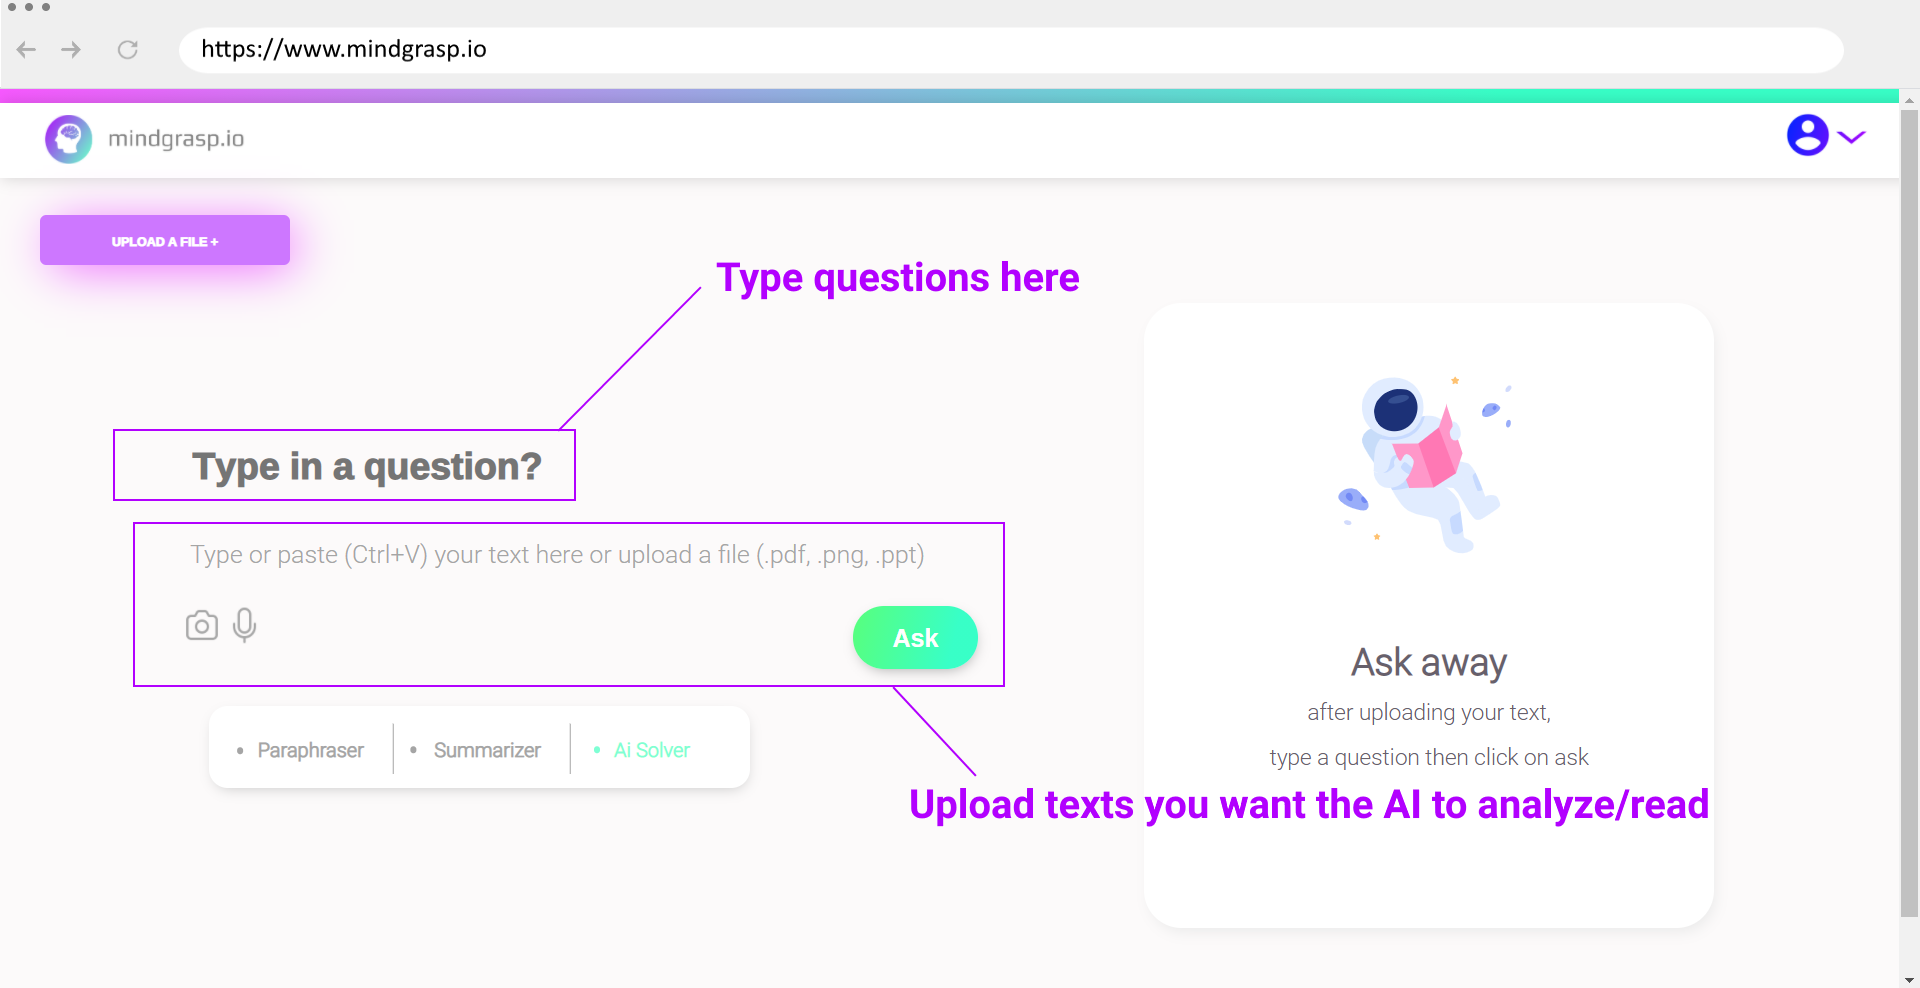 https://www.mindgrasp.io
mindgrasp.io
UPLOAD A FILE +
Type questions here
Type in a question?
Type or paste (Ctrl+V) your text here or upload a file (.pdf, .png, .ppt)
Ask
Paraphraser
Summarizer
Ai Solver
Ask away
after uploading your text,
type a question then click on ask
Upload texts you want the AI to analyze/read